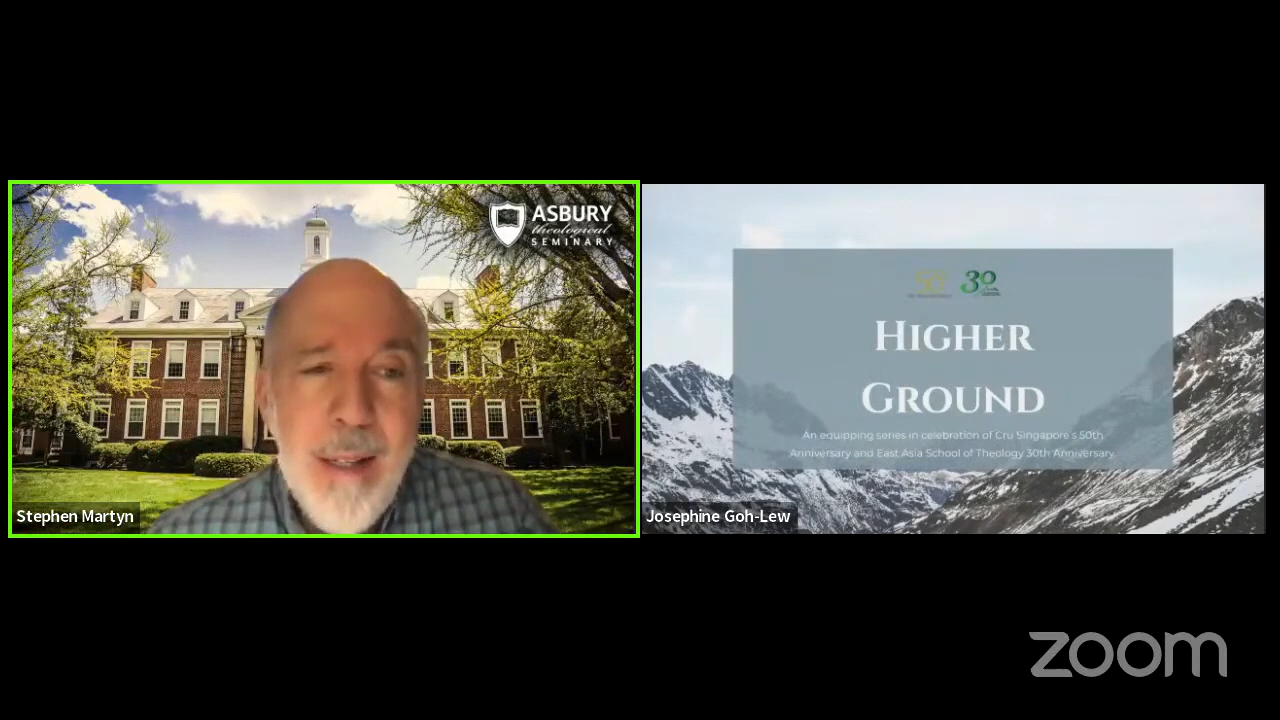 ASBURY
theological
SEMINARY
Stephen Martyn
30
HIGHER
GROUND
An equipping series in celebration of Cru Singapore's 50th
Anniversary and East Asia School of Theology 30th Anniversary.
Josephine Goh-Lew
zoom